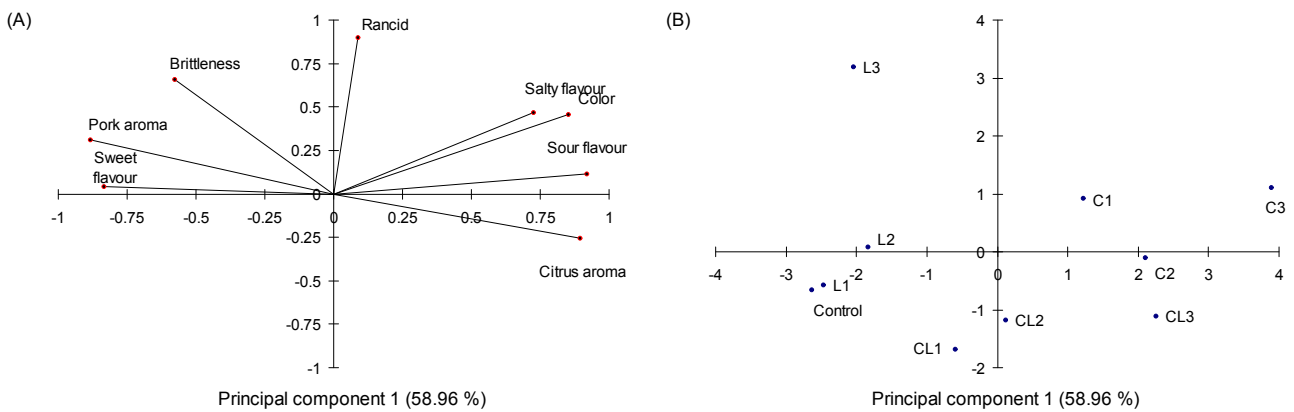 (A)
1
0.75
0.5
0.25
0
-0.25
-0.5
-0.75
-1
-1 -0.75 -0.5 -0.25 0 0.25 0.5 0.75 1
Rancid
Brittleness
Salty flavour
Color
Pork aroma
Sour flavour
Sweet
flavour
Citrus aroma
Principal component 1 (58.96 %)
(B)
4
3
2
1
0
-1
-2
-4 -3 -2 -1 0 1 2 3 4
L3
C1
C3
L2
C2
L1
Control
CL2
CL3
CL1
Principal component 1 (58.96 %)